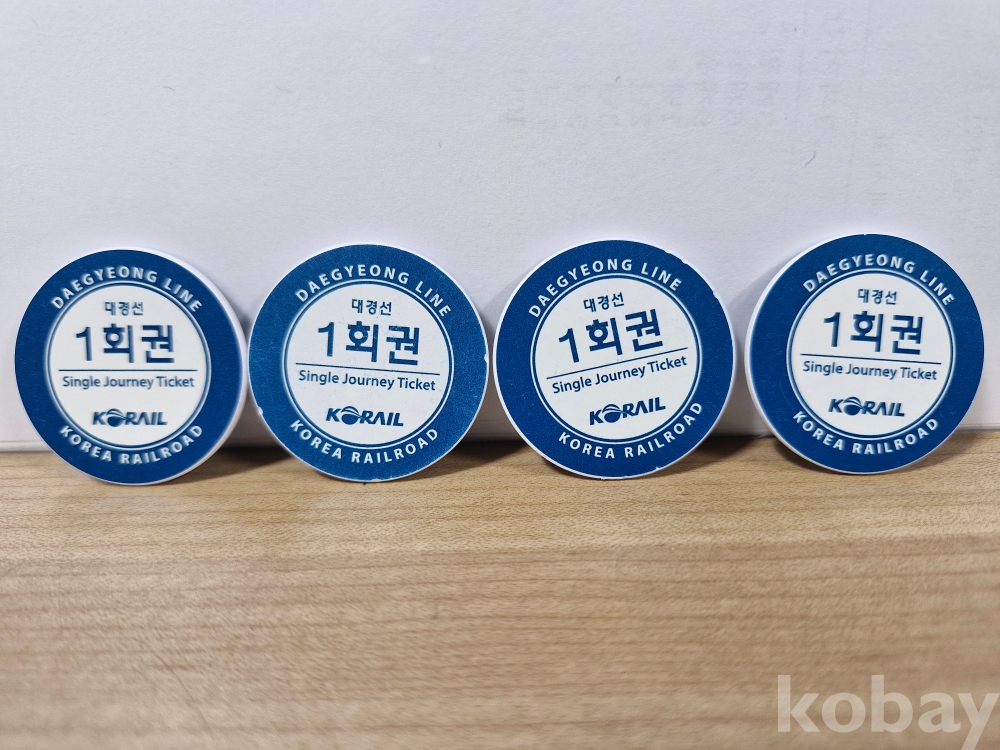 DAEGYEONG LINE
대경선
1회권
Single Journey Ticket
KORAIL
KOREA RAILROAD
DAEGYEONG LINE
대경선
1회권
Single Journey Ticket
KORAIL
KOREA RAILROAD
DAEGYEONG LINE
대경선
1회권
Single Journey Ticket
KORAIL
KOREA RAILROAD
DAEGYEONG LINE
대경선
1회권
Single Journey Ticket
KORAIL
KOREA RAILROAD
kobay